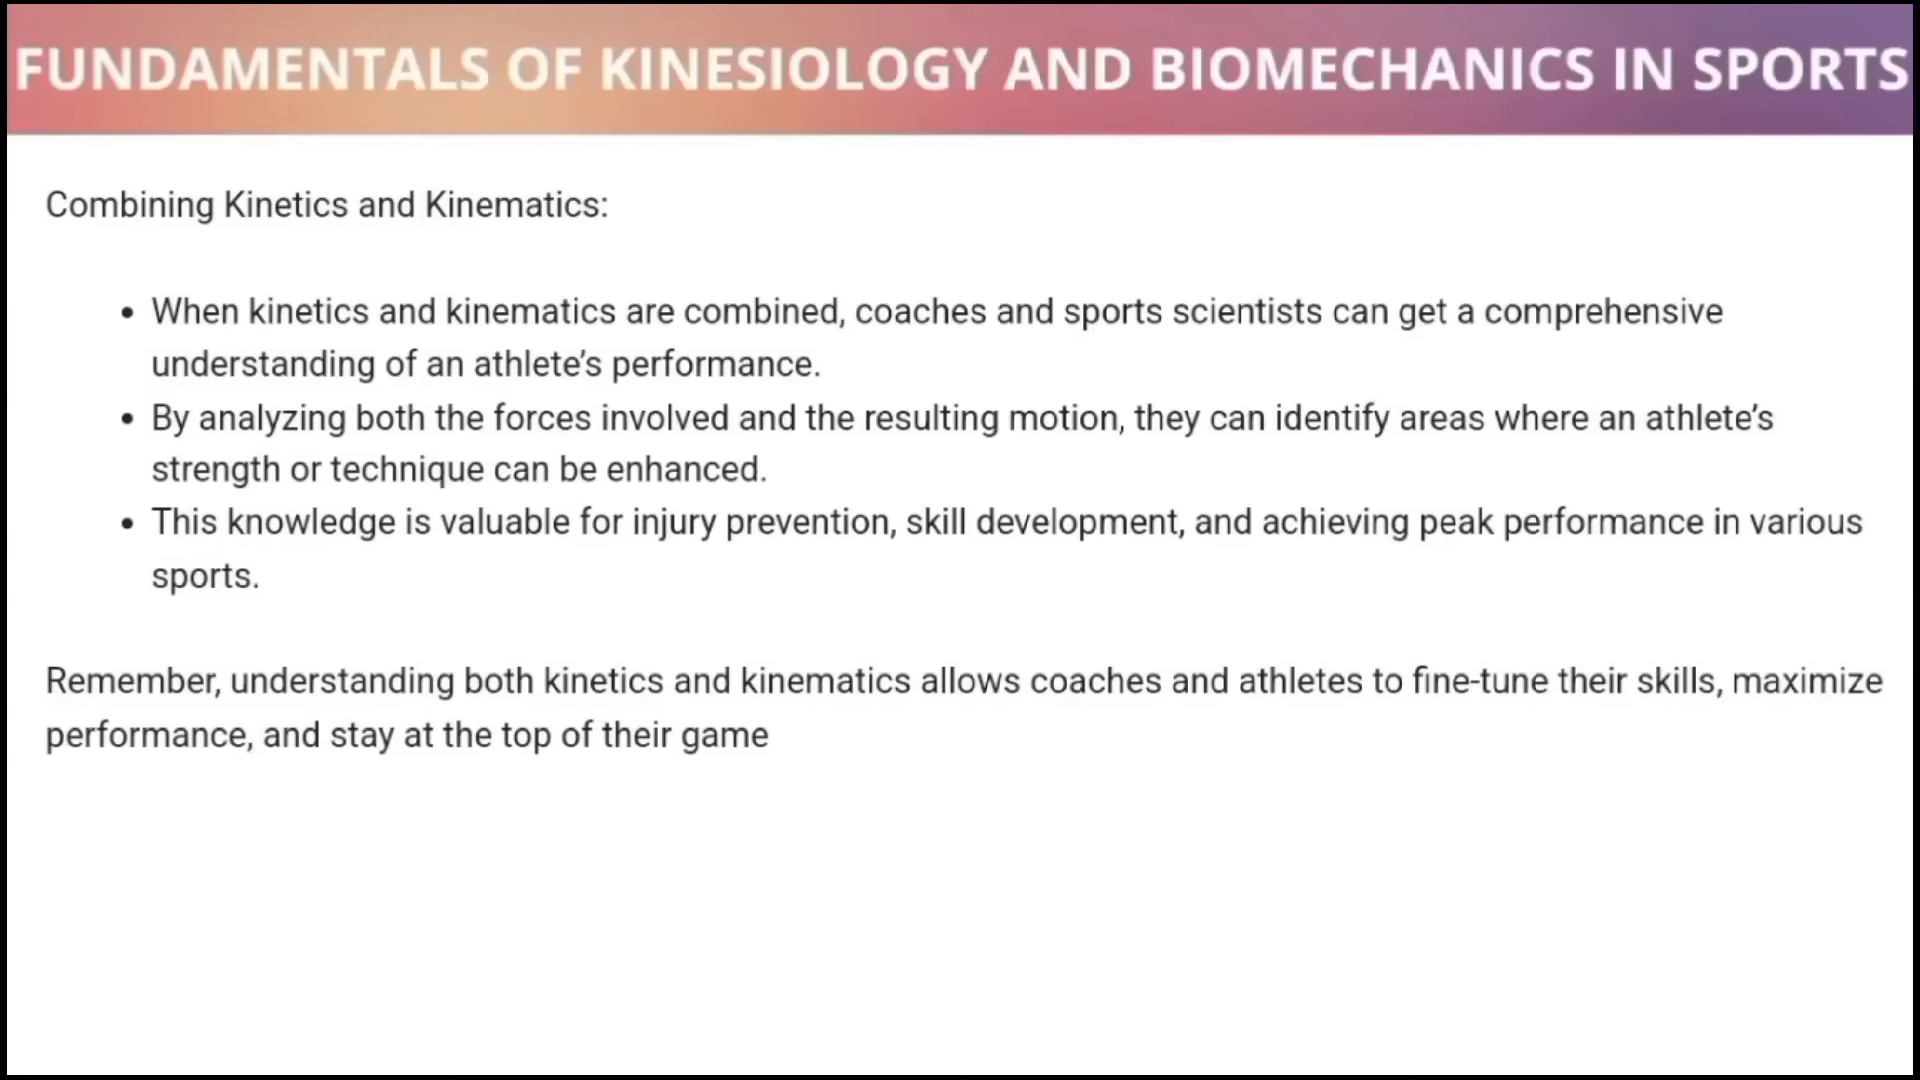 FUNDAMENTALS OF KINESIOLOGY AND BIOMECHANICS IN SPORTS
Combining Kinetics and Kinematics:
• When kinetics and kinematics are combined, coaches and sports scientists can get a comprehensive
understanding of an athlete’s performance.
• By analyzing both the forces involved and the resulting motion, they can identify areas where an athlete’s
strength or technique can be enhanced.
• This knowledge is valuable for injury prevention, skill development, and achieving peak performance in various
sports.
Remember, understanding both kinetics and kinematics allows coaches and athletes to fine-tune their skills, maximize
performance, and stay at the top of their game